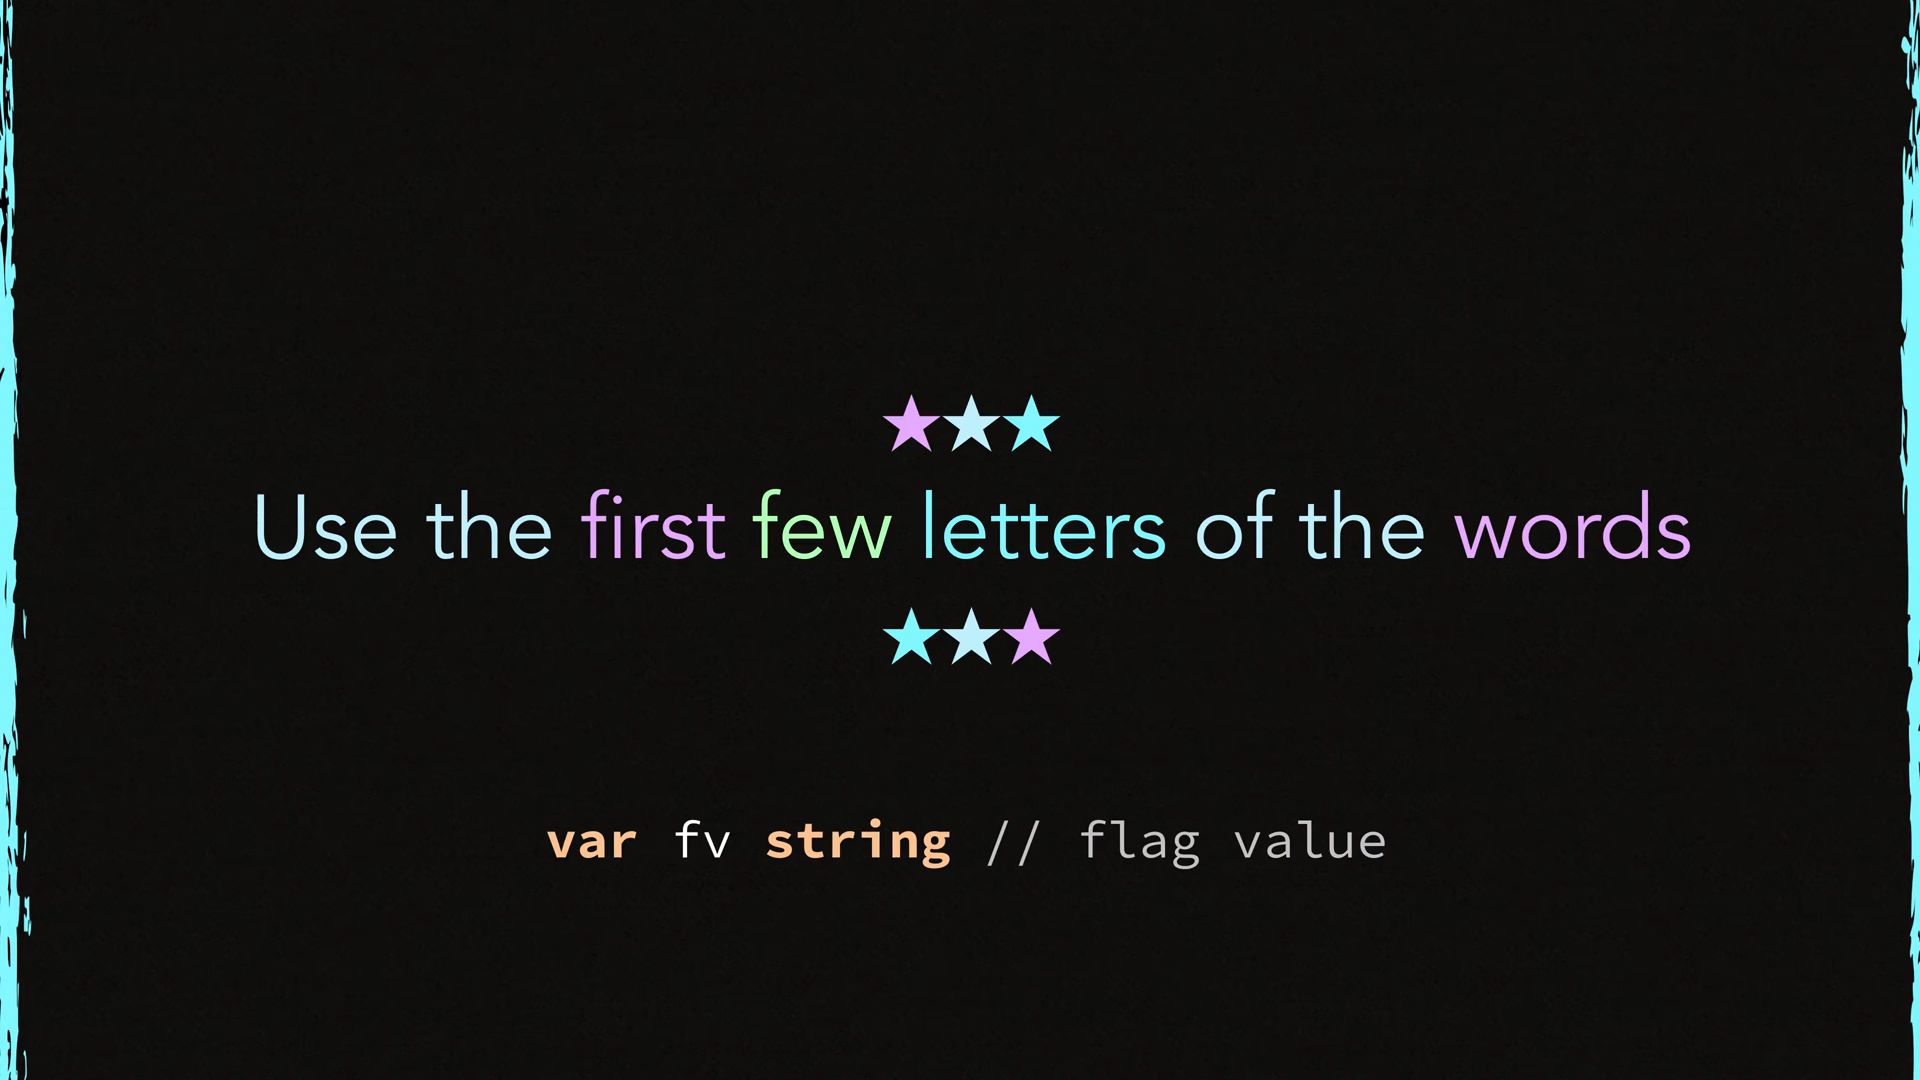 ★★★
Use the first few letters of the words
★★★
var fv string // flag value